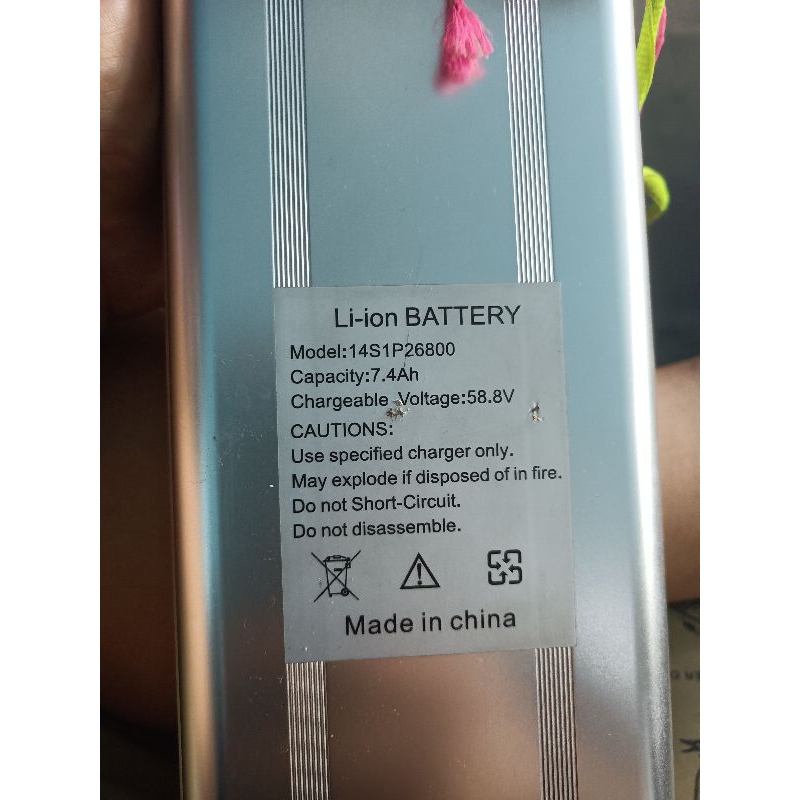 Li-ion BATTERY
Model:14S1P26800
Capacity:7.4Ah
Chargeable Voltage:58.8V
CAUTIONS:
Use specified charger only.
May explode if disposed of in fire.
Do not Short-Circuit.
Do not disassemble.
Made in china